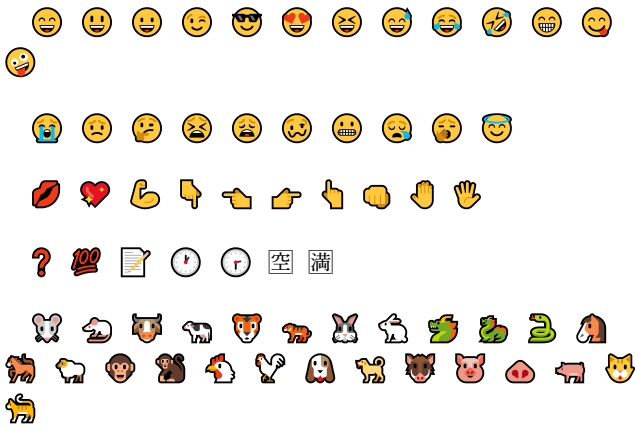 😄 😃 😀 😉 😎 😍 😆 😅 😂 🤣 😁 😋
🤪
😭 🙁 🤔 😫 😩 🥴 😬 😪 🥱 😇
💋 💖 💪 👇 👈 👉 👆 👊 🤚 🖐
❓ 💯 📝 🕐 🕒 🈳 🈵
🐭 🐁 🐮 🐄 🐯 🐅 🐰 🐇 🐲 🐉 🐍 🐴
🐎 🐑 🐵 🐒 🐔 🐓 🐶 🐕 🐗 🐷 🐽 🐖 🐱
🐈